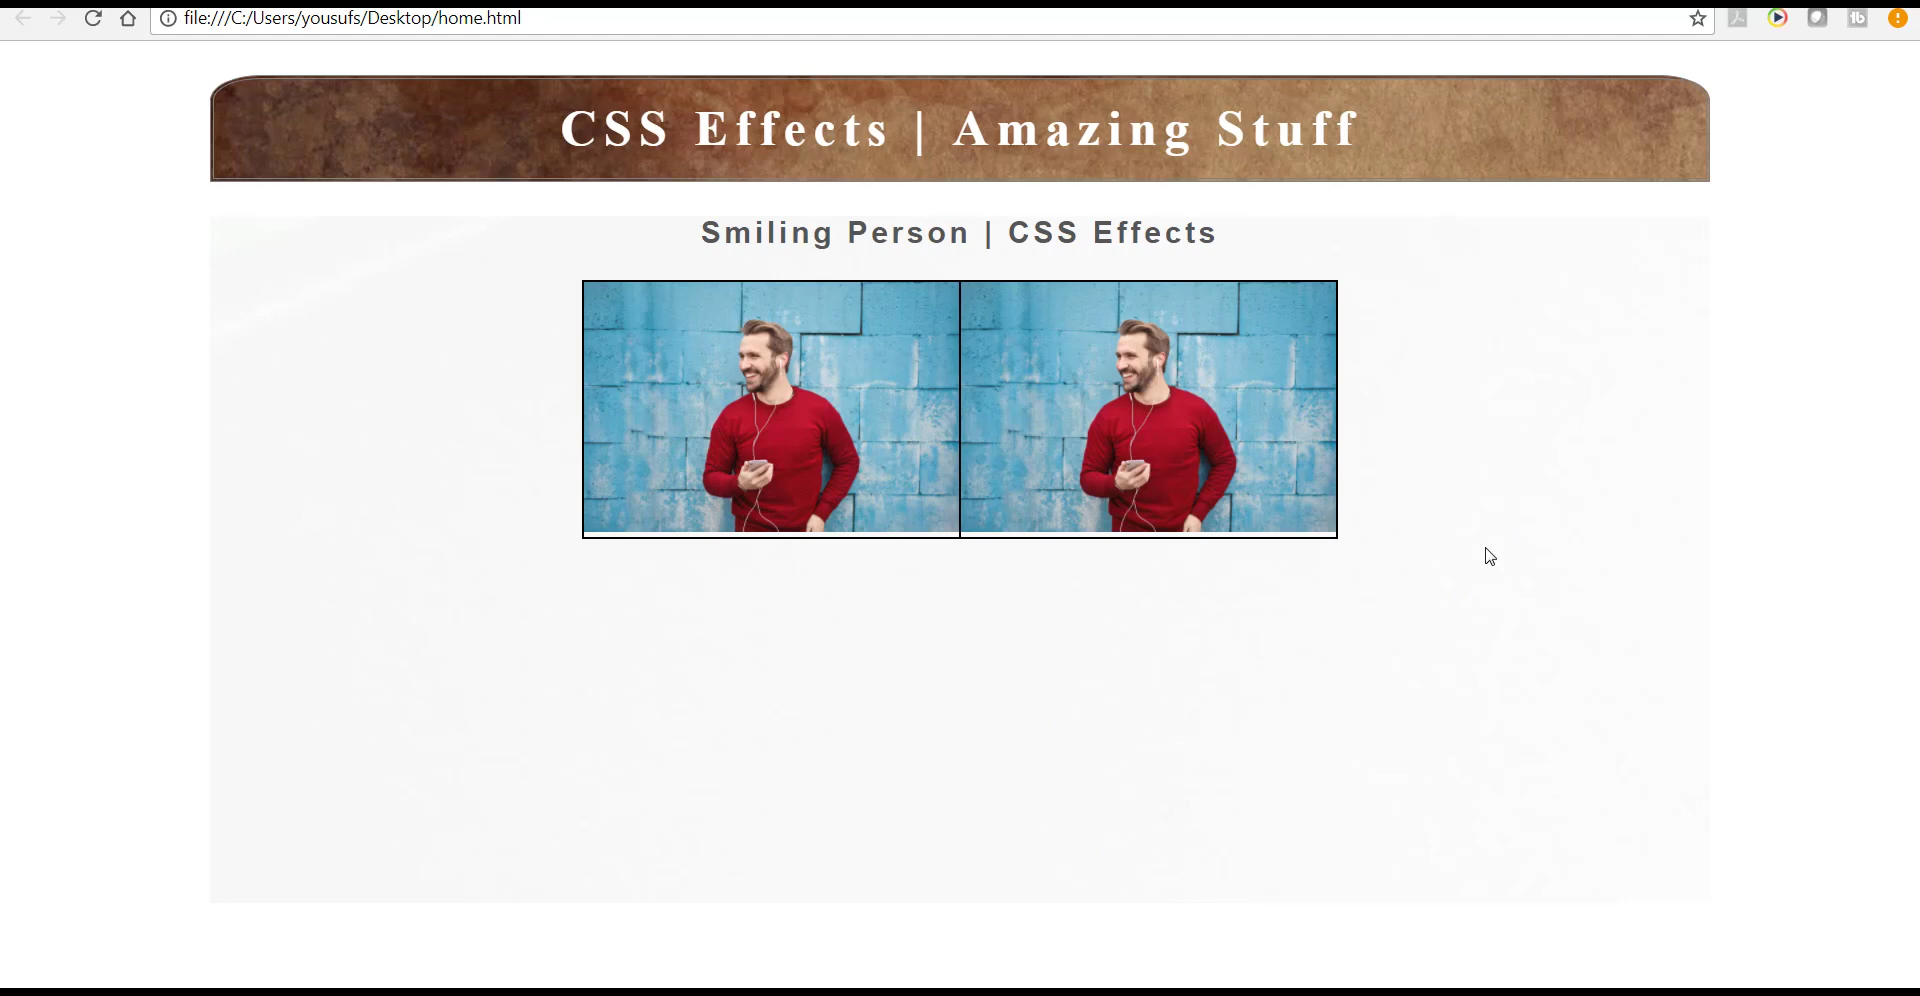 file:///C:/Users/yousufs/Desktop/home.html
CSS Effects | Amazing Stuff
Smiling Person | CSS Effects